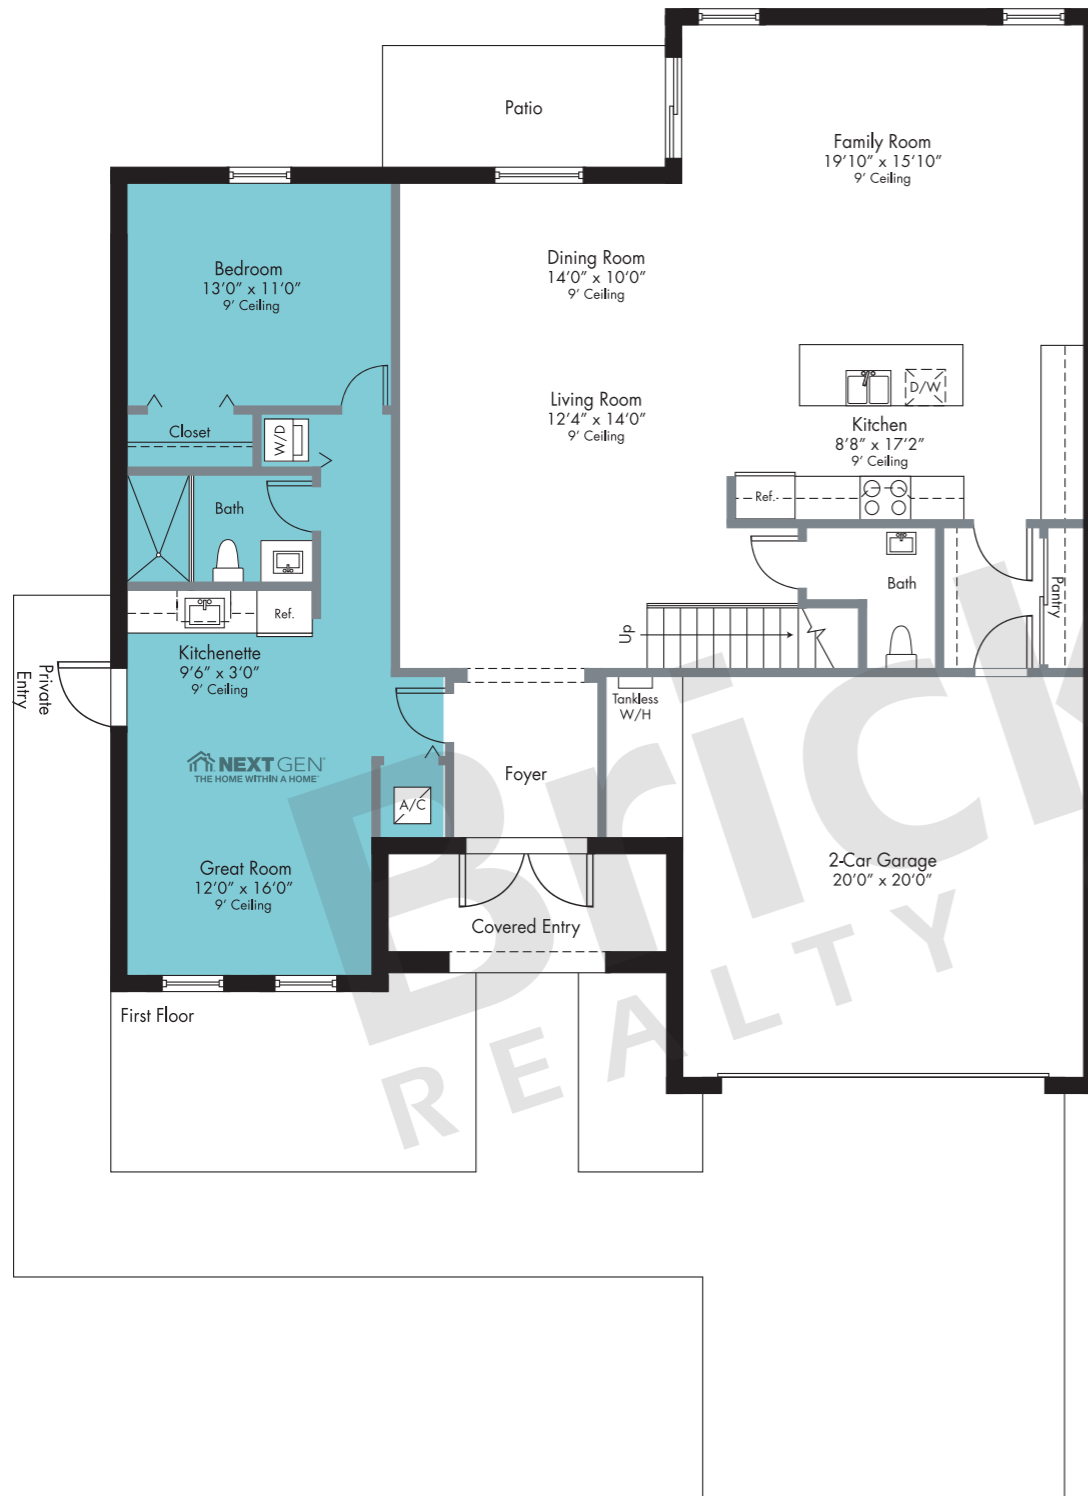 Patio
Family Room
19'10" x 15'10"
9' Ceiling
Bedroom
13'0" x 11'0"
9' Ceiling
Dining Room
14'0" x 10'0"
9' Ceiling
Living Room
12'4" x 14'0"
9' Ceiling
D/W
Kitchen
8'8" x 17'2"
9' Ceiling
Closet
W/D
Ref.
Bath
Bath
Pantry
Ref.
Up
Kitchenette
9'6" x 3'0"
9' Ceiling
Private
Entry
Tankless
W/H
NEXT GEN®
THE HOME WITHIN A HOME®
Foyer
A/C
Great Room
12'0" x 16'0"
9' Ceiling
2-Car Garage
20'0" x 20'0"
Covered Entry
First Floor
Brick
REALTY